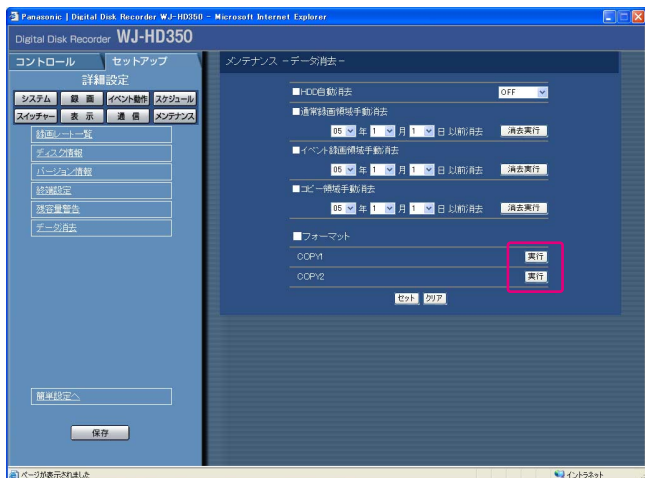 Panasonic | Digital Disk Recorder WJ-HD350 - Microsoft Internet Explorer
Digital Disk Recorder WJ-HD350
コントロール セットアップ
詳細設定
システム 録画 イベント動作 スケジュール
スイッチャー 表示 通信 メンテナンス
録画レート一覧
ディスク情報
バージョン情報
終端設定
残容量警告
データ消去
簡単設定へ
保存
メンテナンス －データ消去－
■HDD自動消去 OFF
■通常録画領域手動消去
05 年 1 月 1 日 以前消去 消去実行
■イベント録画領域手動消去
05 年 1 月 1 日 以前消去 消去実行
■コピー領域手動消去
05 年 1 月 1 日 以前消去 消去実行
■フォーマット
COPY1 実行
COPY2 実行
セット クリア
ページが表示されました イントラネット